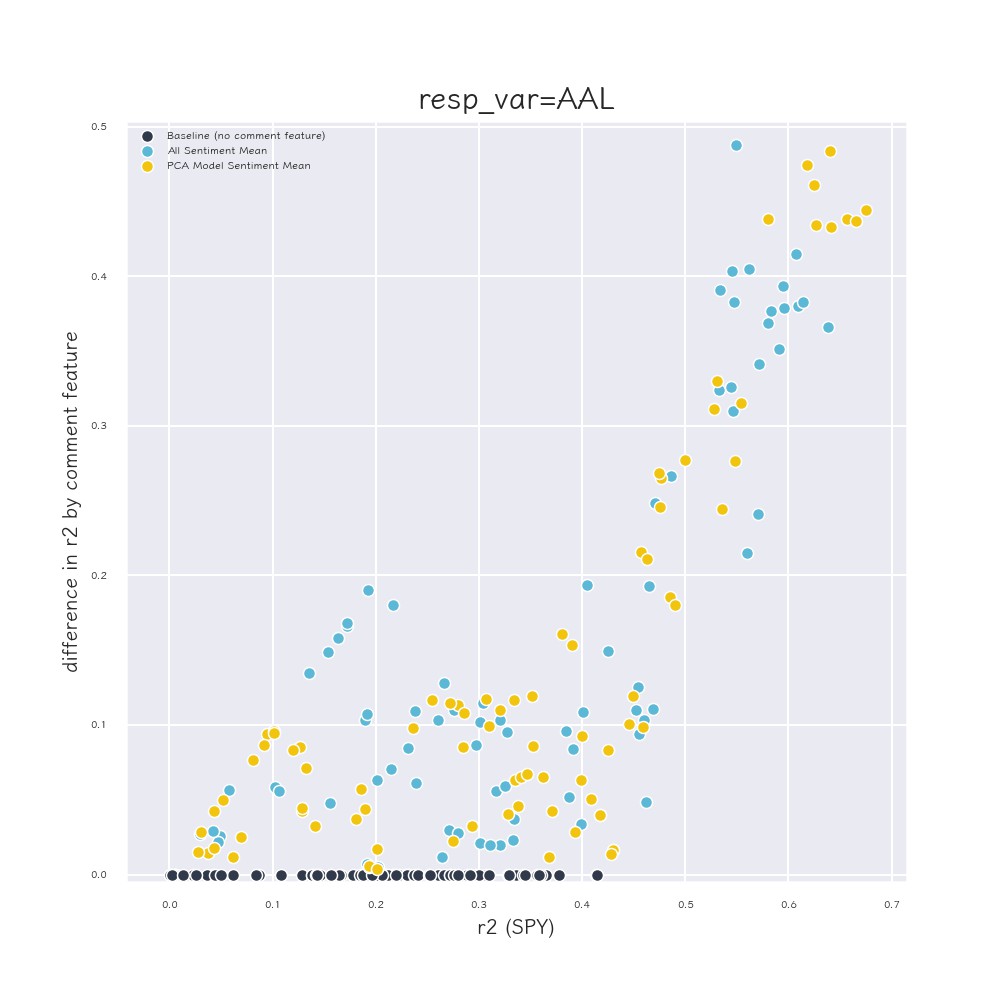 resp_var=AAL
Baseline (no comment feature)
All Sentiment Mean
PCA Model Sentiment Mean
difference in r2 by comment feature
0.5
0.4
0.3
0.2
0.1
0.0
0.0 0.1 0.2 0.3 0.4 0.5 0.6 0.7
r2 (SPY)